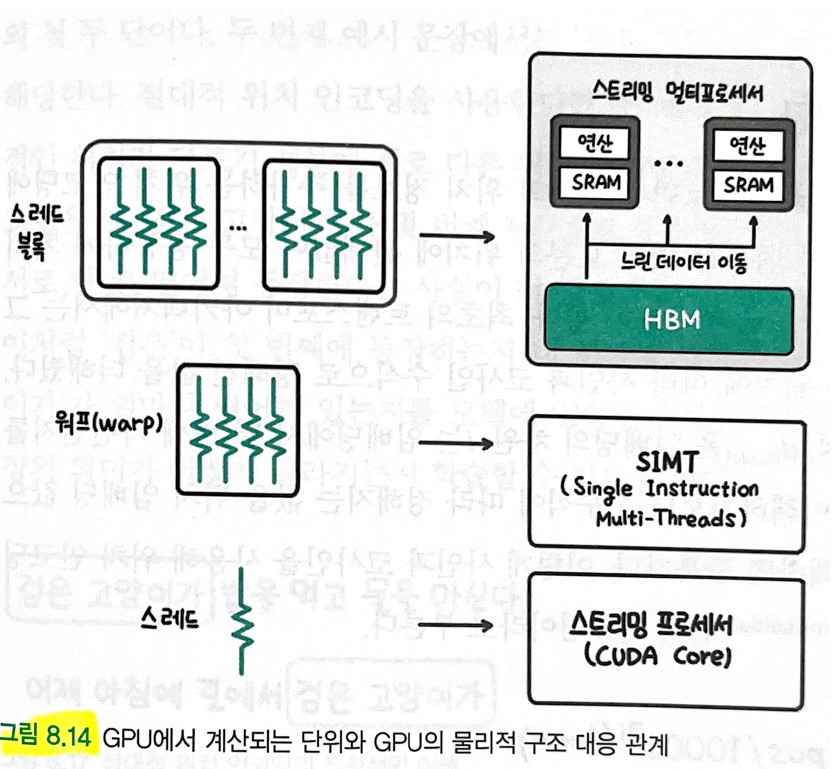 스트리밍 멀티프로세서
연산
SRAM
...
연산
SRAM
느린 데이터 이동
HBM
스레드
블록
...
워프(warp)
SIMT
(Single Instruction
Multi-Threads)
스레드
스트리밍 프로세서
(CUDA Core)
그림 8.14 GPU에서 계산되는 단위와 GPU의 물리적 구조 대응 관계